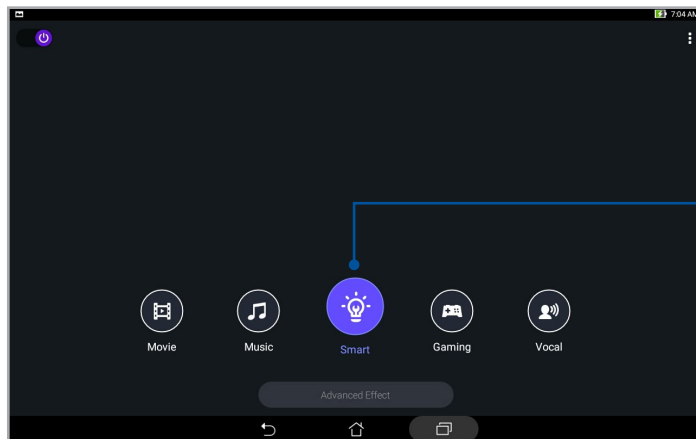 7:04 AM
Movie
Music
Smart
Gaming
Vocal
Advanced Effect